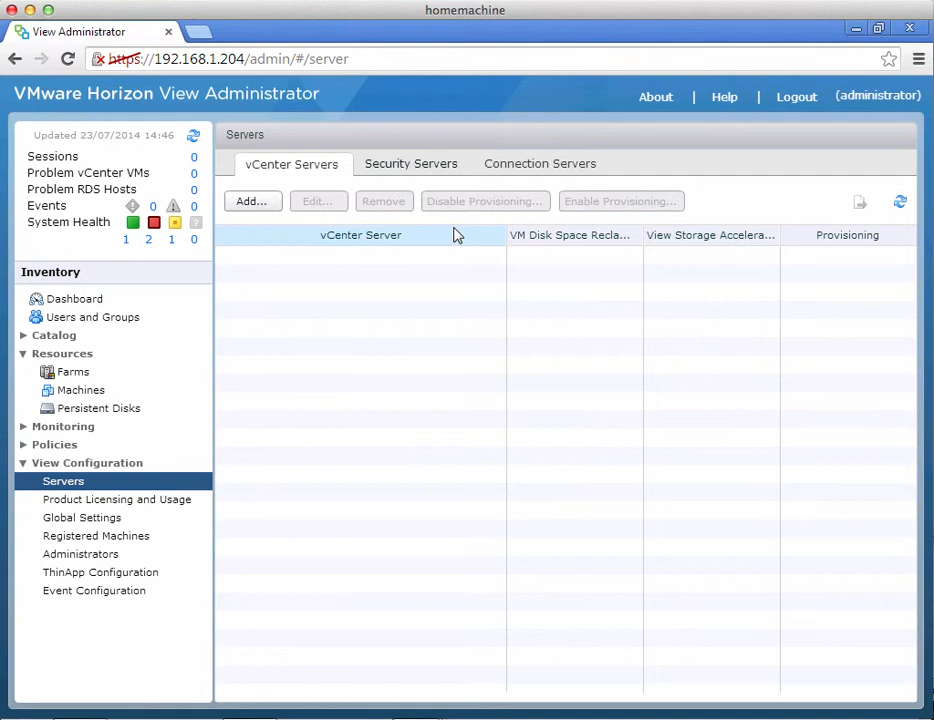 homemachine
View Administrator
https://192.168.1.204/admin/#/server
VMware Horizon View Administrator
About | Help | Logout (administrator)
Updated 23/07/2014 14:46
Sessions 0
Problem vCenter VMs 0
Problem RDS Hosts 0
Events 0 0
System Health
1 2 1 0
Inventory
Dashboard
Users and Groups
Catalog
Resources
Farms
Machines
Persistent Disks
Monitoring
Policies
View Configuration
Servers
Product Licensing and Usage
Global Settings
Registered Machines
Administrators
ThinApp Configuration
Event Configuration
Servers
vCenter Servers Security Servers Connection Servers
Add... Edit... Remove Disable Provisioning... Enable Provisioning...
vCenter Server VM Disk Space Recla... View Storage Accelera... Provisioning